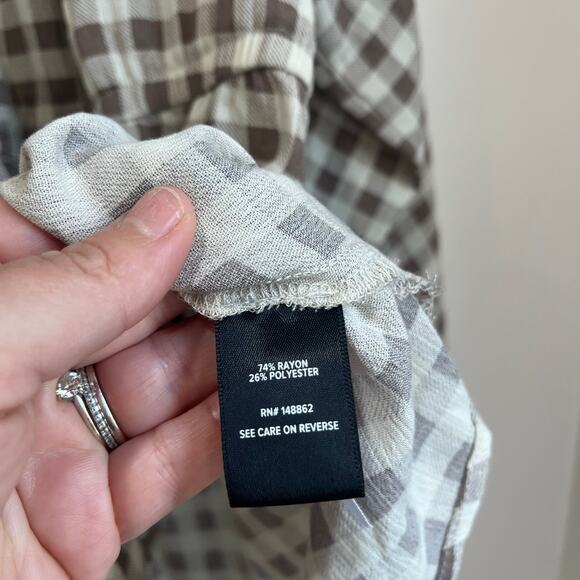 74% RAYON
26% POLYESTER
RN# 148862
SEE CARE ON REVERSE